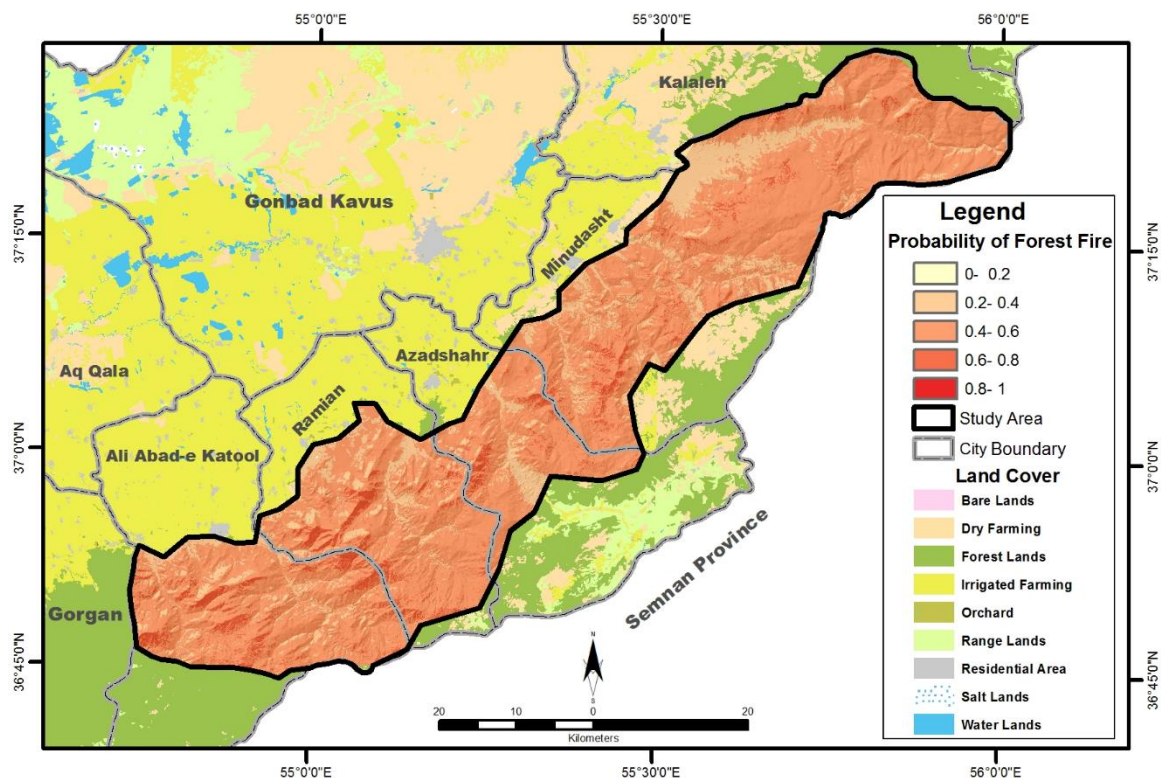 55°0'0"E
55°30'0"E
56°0'0"E
37°15'0"N
37°0'0"N
36°45'0"N
Kalaleh
Gonbad Kavus
Minudasht
Azadshahr
Aq Qala
Ramian
Ali Abad-e Katool
Gorgan
Semnan Province
N
S
20
10
0
20
Kilometers
Legend
Probability of Forest Fire
0- 0.2
0.2- 0.4
0.4- 0.6
0.6- 0.8
0.8- 1
Study Area
City Boundary
Land Cover
Bare Lands
Dry Farming
Forest Lands
Irrigated Farming
Orchard
Range Lands
Residential Area
Salt Lands
Water Lands
37°15'0"N
37°0'0"N
36°45'0"N
55°0'0"E
55°30'0"E
56°0'0"E